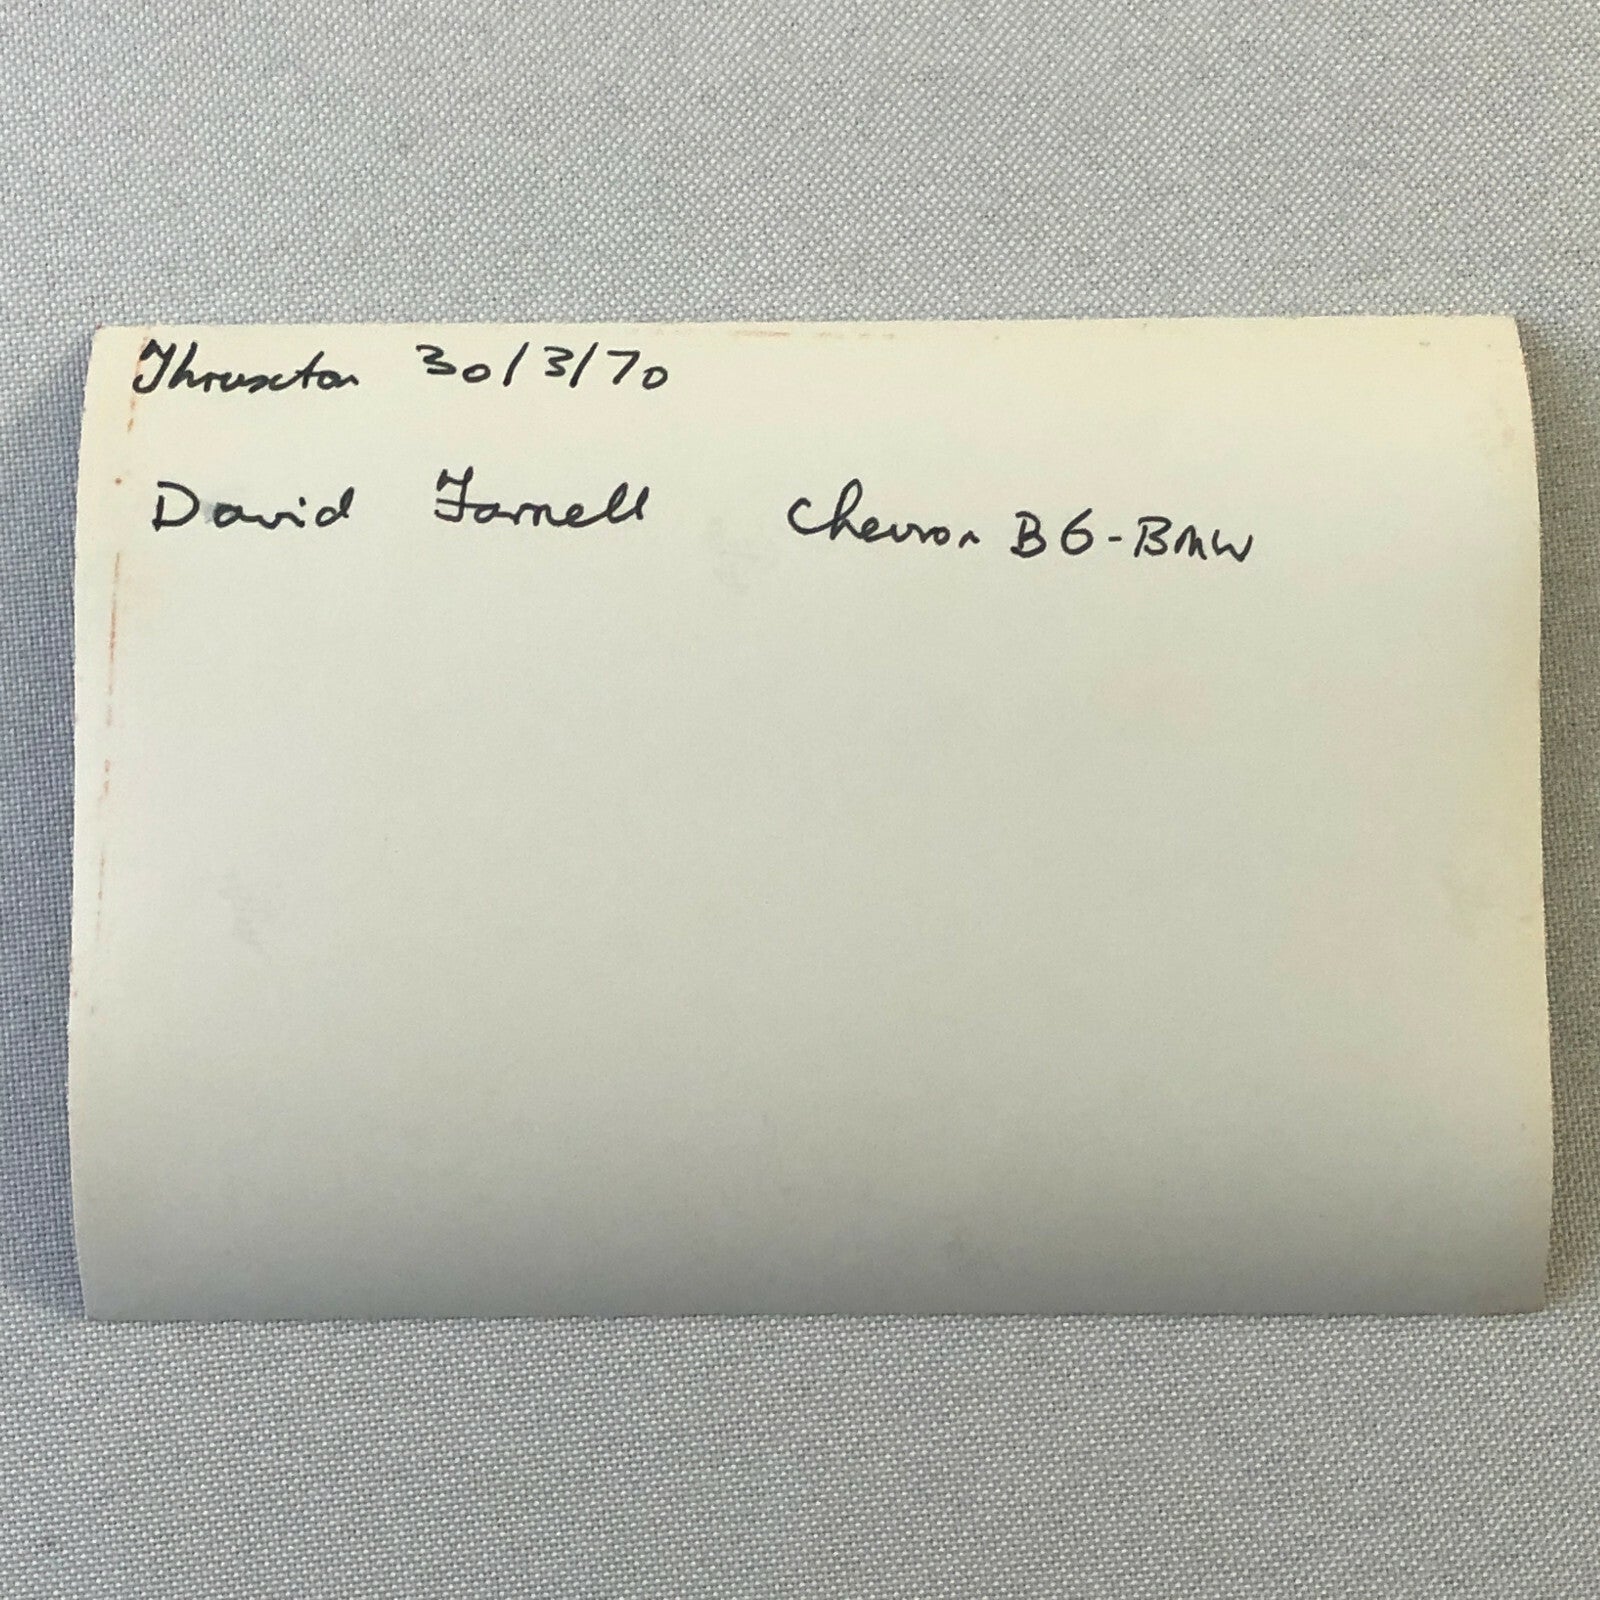 Thruxton 30/3/70
David Farnell Chevron B6-BMW